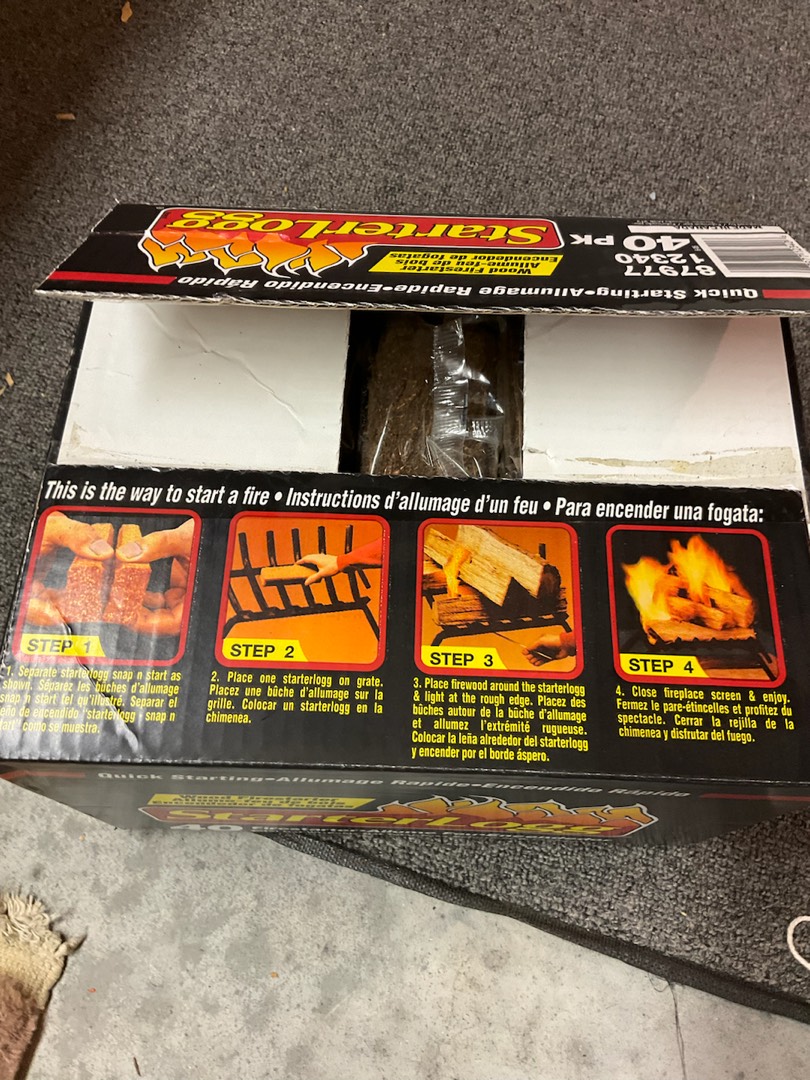 StarterLogg
Wood Firestarter
Allume-feu de bois
Encendedor de fogatas
40 PK
87977
12340
Quick Starting•Allumage Rapide•Encendido Rápido
This is the way to start a fire • Instructions d'allumage d'un feu • Para encender una fogata:
STEP 1
1. Separate starterlogg snap n start as
shown. Séparez les bûches d'allumage
snap n start tel qu'illustré. Separar el
de encendido "starterlogg - snap n
como se muestra.
STEP 2
2. Place one starterlogg on grate.
Placez une bûche d'allumage sur la
grille. Colocar un starterlogg en la
chimenea.
STEP 3
3. Place firewood around the starterlogg
& light at the rough edge. Placez des
bûches autour de la bûche d'allumage
et allumez l'extrémité rugueuse.
Colocar la leña alrededor del starterlogg
y encender por el borde áspero.
STEP 4
4. Close fireplace screen & enjoy.
Fermez le pare-étincelles et profitez du
spectacle. Cerrar la rejilla de la
chimenea y disfrutar del fuego.
Quick Starting•Allumage Rapide•Encendido Rápido
Wood Firestarter
StarterLogg
40